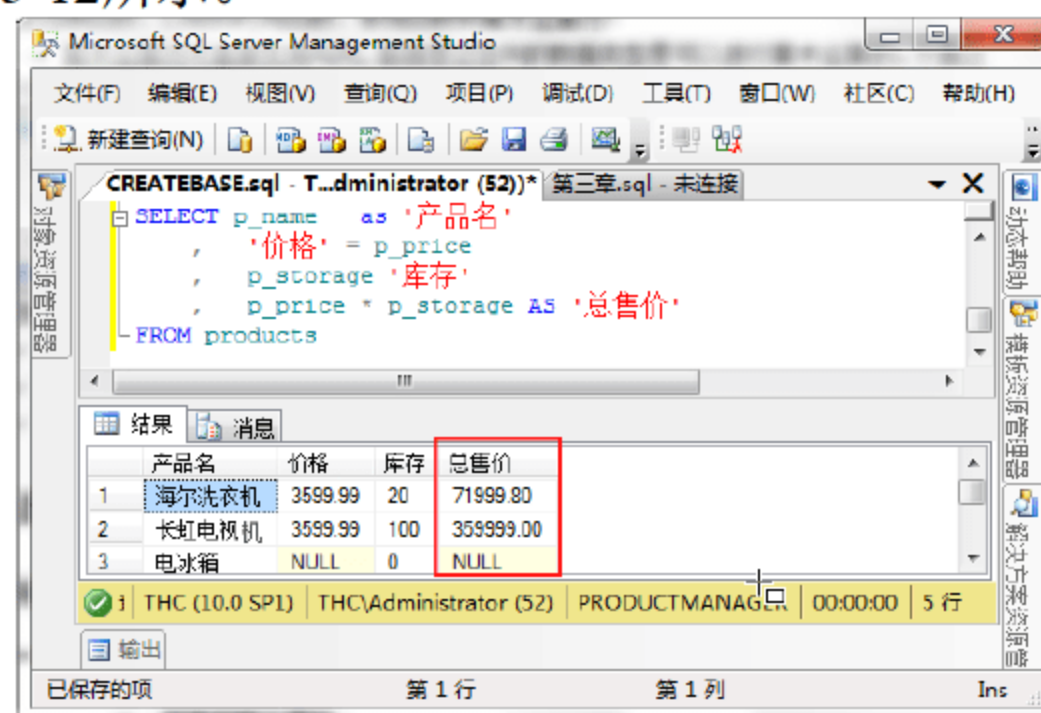 Microsoft SQL Server Management Studio
文件(F) 编辑(E) 视图(V) 查询(Q) 项目(P) 调试(D) 工具(T) 窗口(W) 社区(C) 帮助(H)
新建查询(N)
CREATEBASE.sql - T...dministrator (52))* 第三章.sql - 未连接
SELECT p_name as '产品名'
, '价格' = p_price
, p_storage '库存'
, p_price * p_storage AS '总售价'
FROM products
结果 消息
产品名 价格 库存 总售价
1 海尔洗衣机 3599.99 20 71999.80
2 长虹电视机 3599.99 100 359999.00
3 电冰箱 NULL 0 NULL
THC (10.0 SP1) THC\Administrator (52) PRODUCTMANAGER 00:00:00 5 行
输出
已保存的项 第 1 行 第 1 列 Ins
对象资源管理器
动态帮助
模板资源管理器
解决方案资源管